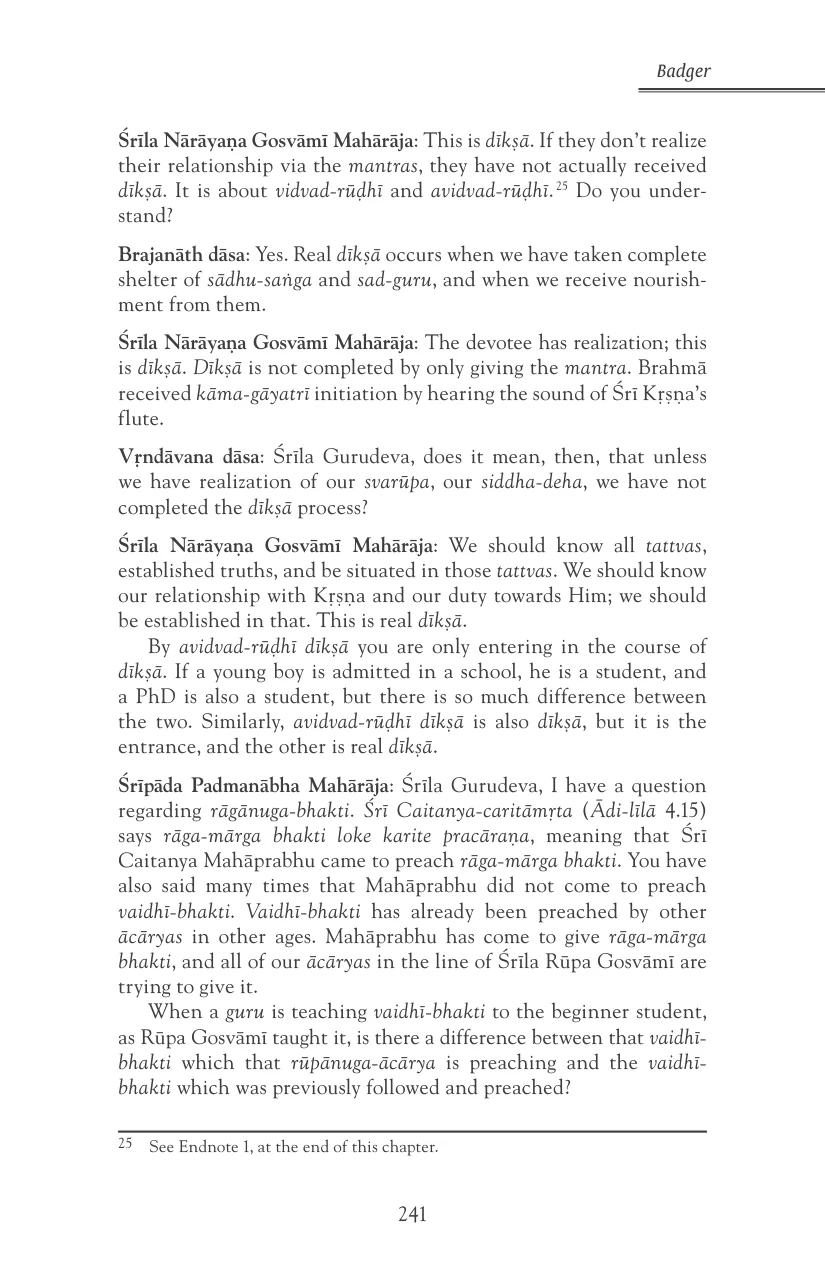 Badger
Śrīla Nārāyaṇa Gosvāmī Mahārāja: This is dīkṣā. If they don’t realize
their relationship via the mantras, they have not actually received
dīkṣā. It is about vidvad-rūḍhī and avidvad-rūḍhī.25 Do you under-
stand?
Brajanāth dāsa: Yes. Real dīkṣā occurs when we have taken complete
shelter of sādhu-saṅga and sad-guru, and when we receive nourish-
ment from them.
Śrīla Nārāyaṇa Gosvāmī Mahārāja: The devotee has realization; this
is dīkṣā. Dīkṣā is not completed by only giving the mantra. Brahmā
received kāma-gāyatrī initiation by hearing the sound of Śrī Kṛṣṇa’s
flute.
Vṛndāvana dāsa: Śrīla Gurudeva, does it mean, then, that unless
we have realization of our svarūpa, our siddha-deha, we have not
completed the dīkṣā process?
Śrīla Nārāyaṇa Gosvāmī Mahārāja: We should know all tattvas,
established truths, and be situated in those tattvas. We should know
our relationship with Kṛṣṇa and our duty towards Him; we should
be established in that. This is real dīkṣā.
By avidvad-rūḍhī dīkṣā you are only entering in the course of
dīkṣā. If a young boy is admitted in a school, he is a student, and
a PhD is also a student, but there is so much difference between
the two. Similarly, avidvad-rūḍhī dīkṣā is also dīkṣā, but it is the
entrance, and the other is real dīkṣā.
Śrīpāda Padmanābha Mahārāja: Śrīla Gurudeva, I have a question
regarding rāgānuga-bhakti. Śrī Caitanya-caritāmṛta (Ādi-līlā 4.15)
says rāga-mārga bhakti loke karite pracāraṇa, meaning that Śrī
Caitanya Mahāprabhu came to preach rāga-mārga bhakti. You have
also said many times that Mahāprabhu did not come to preach
vaidhī-bhakti. Vaidhī-bhakti has already been preached by other
ācāryas in other ages. Mahāprabhu has come to give rāga-mārga
bhakti, and all of our ācāryas in the line of Śrīla Rūpa Gosvāmī are
trying to give it.
When a guru is teaching vaidhī-bhakti to the beginner student,
as Rūpa Gosvāmī taught it, is there a difference between that vaidhī-
bhakti which that rūpānuga-ācārya is preaching and the vaidhī-
bhakti which was previously followed and preached?
25 See Endnote 1, at the end of this chapter.
241